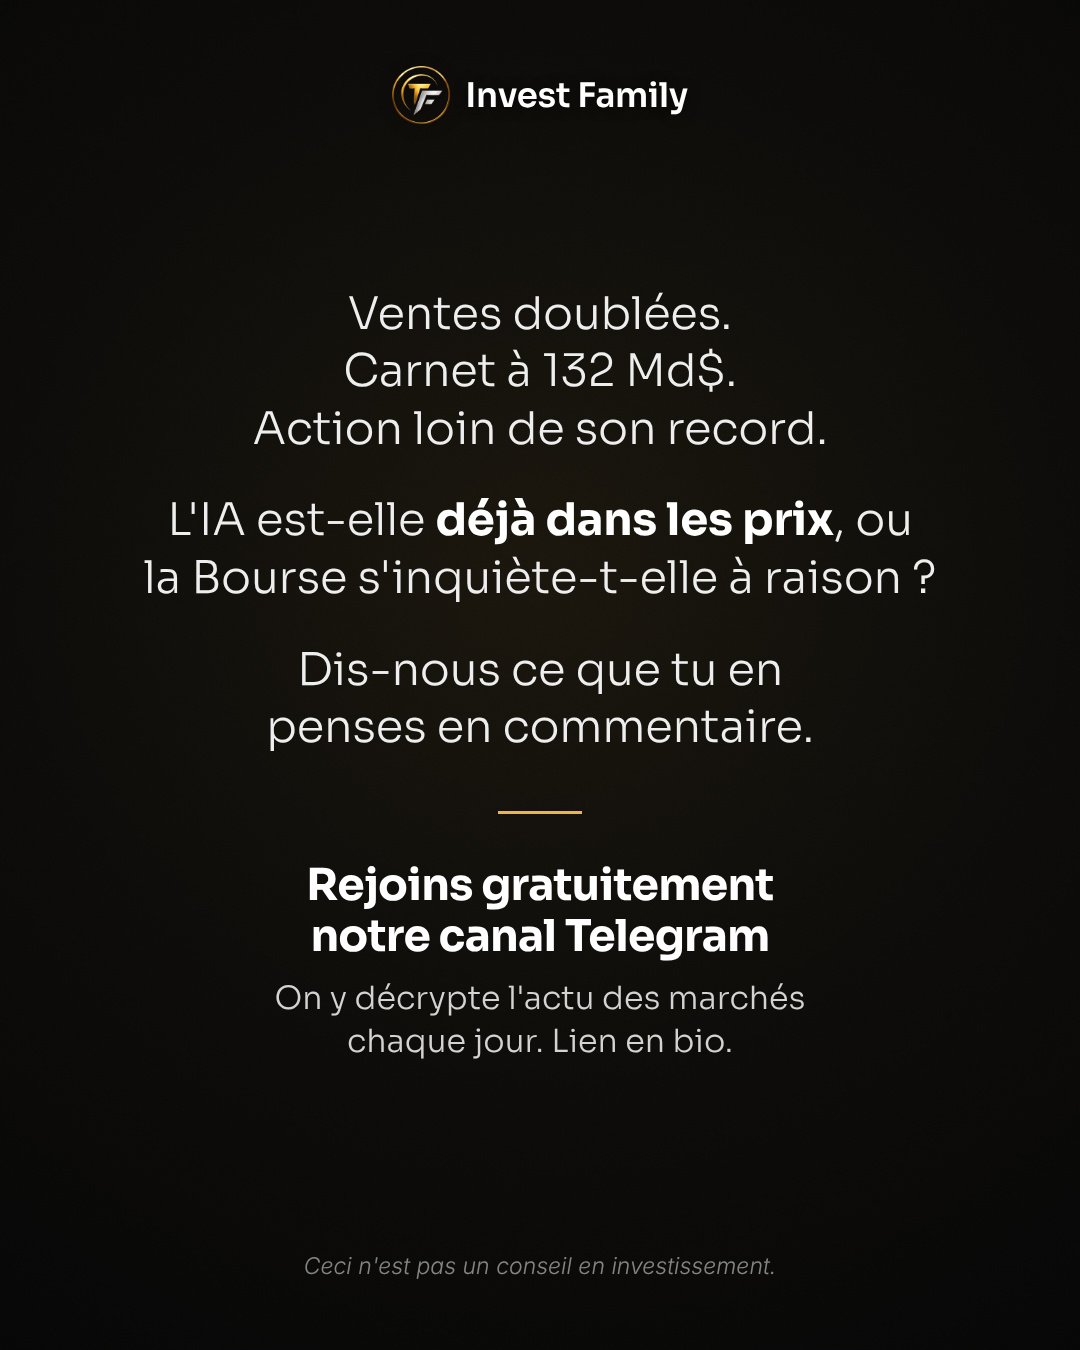 TF Invest Family
Ventes doublées.
Carnet à 132 Md$.
Action loin de son record.
L'IA est-elle déjà dans les prix, ou
la Bourse s'inquiète-t-elle à raison ?
Dis-nous ce que tu en
penses en commentaire.
Rejoins gratuitement
notre canal Telegram
On y décrypte l'actu des marchés
chaque jour. Lien en bio.
Ceci n'est pas un conseil en investissement.